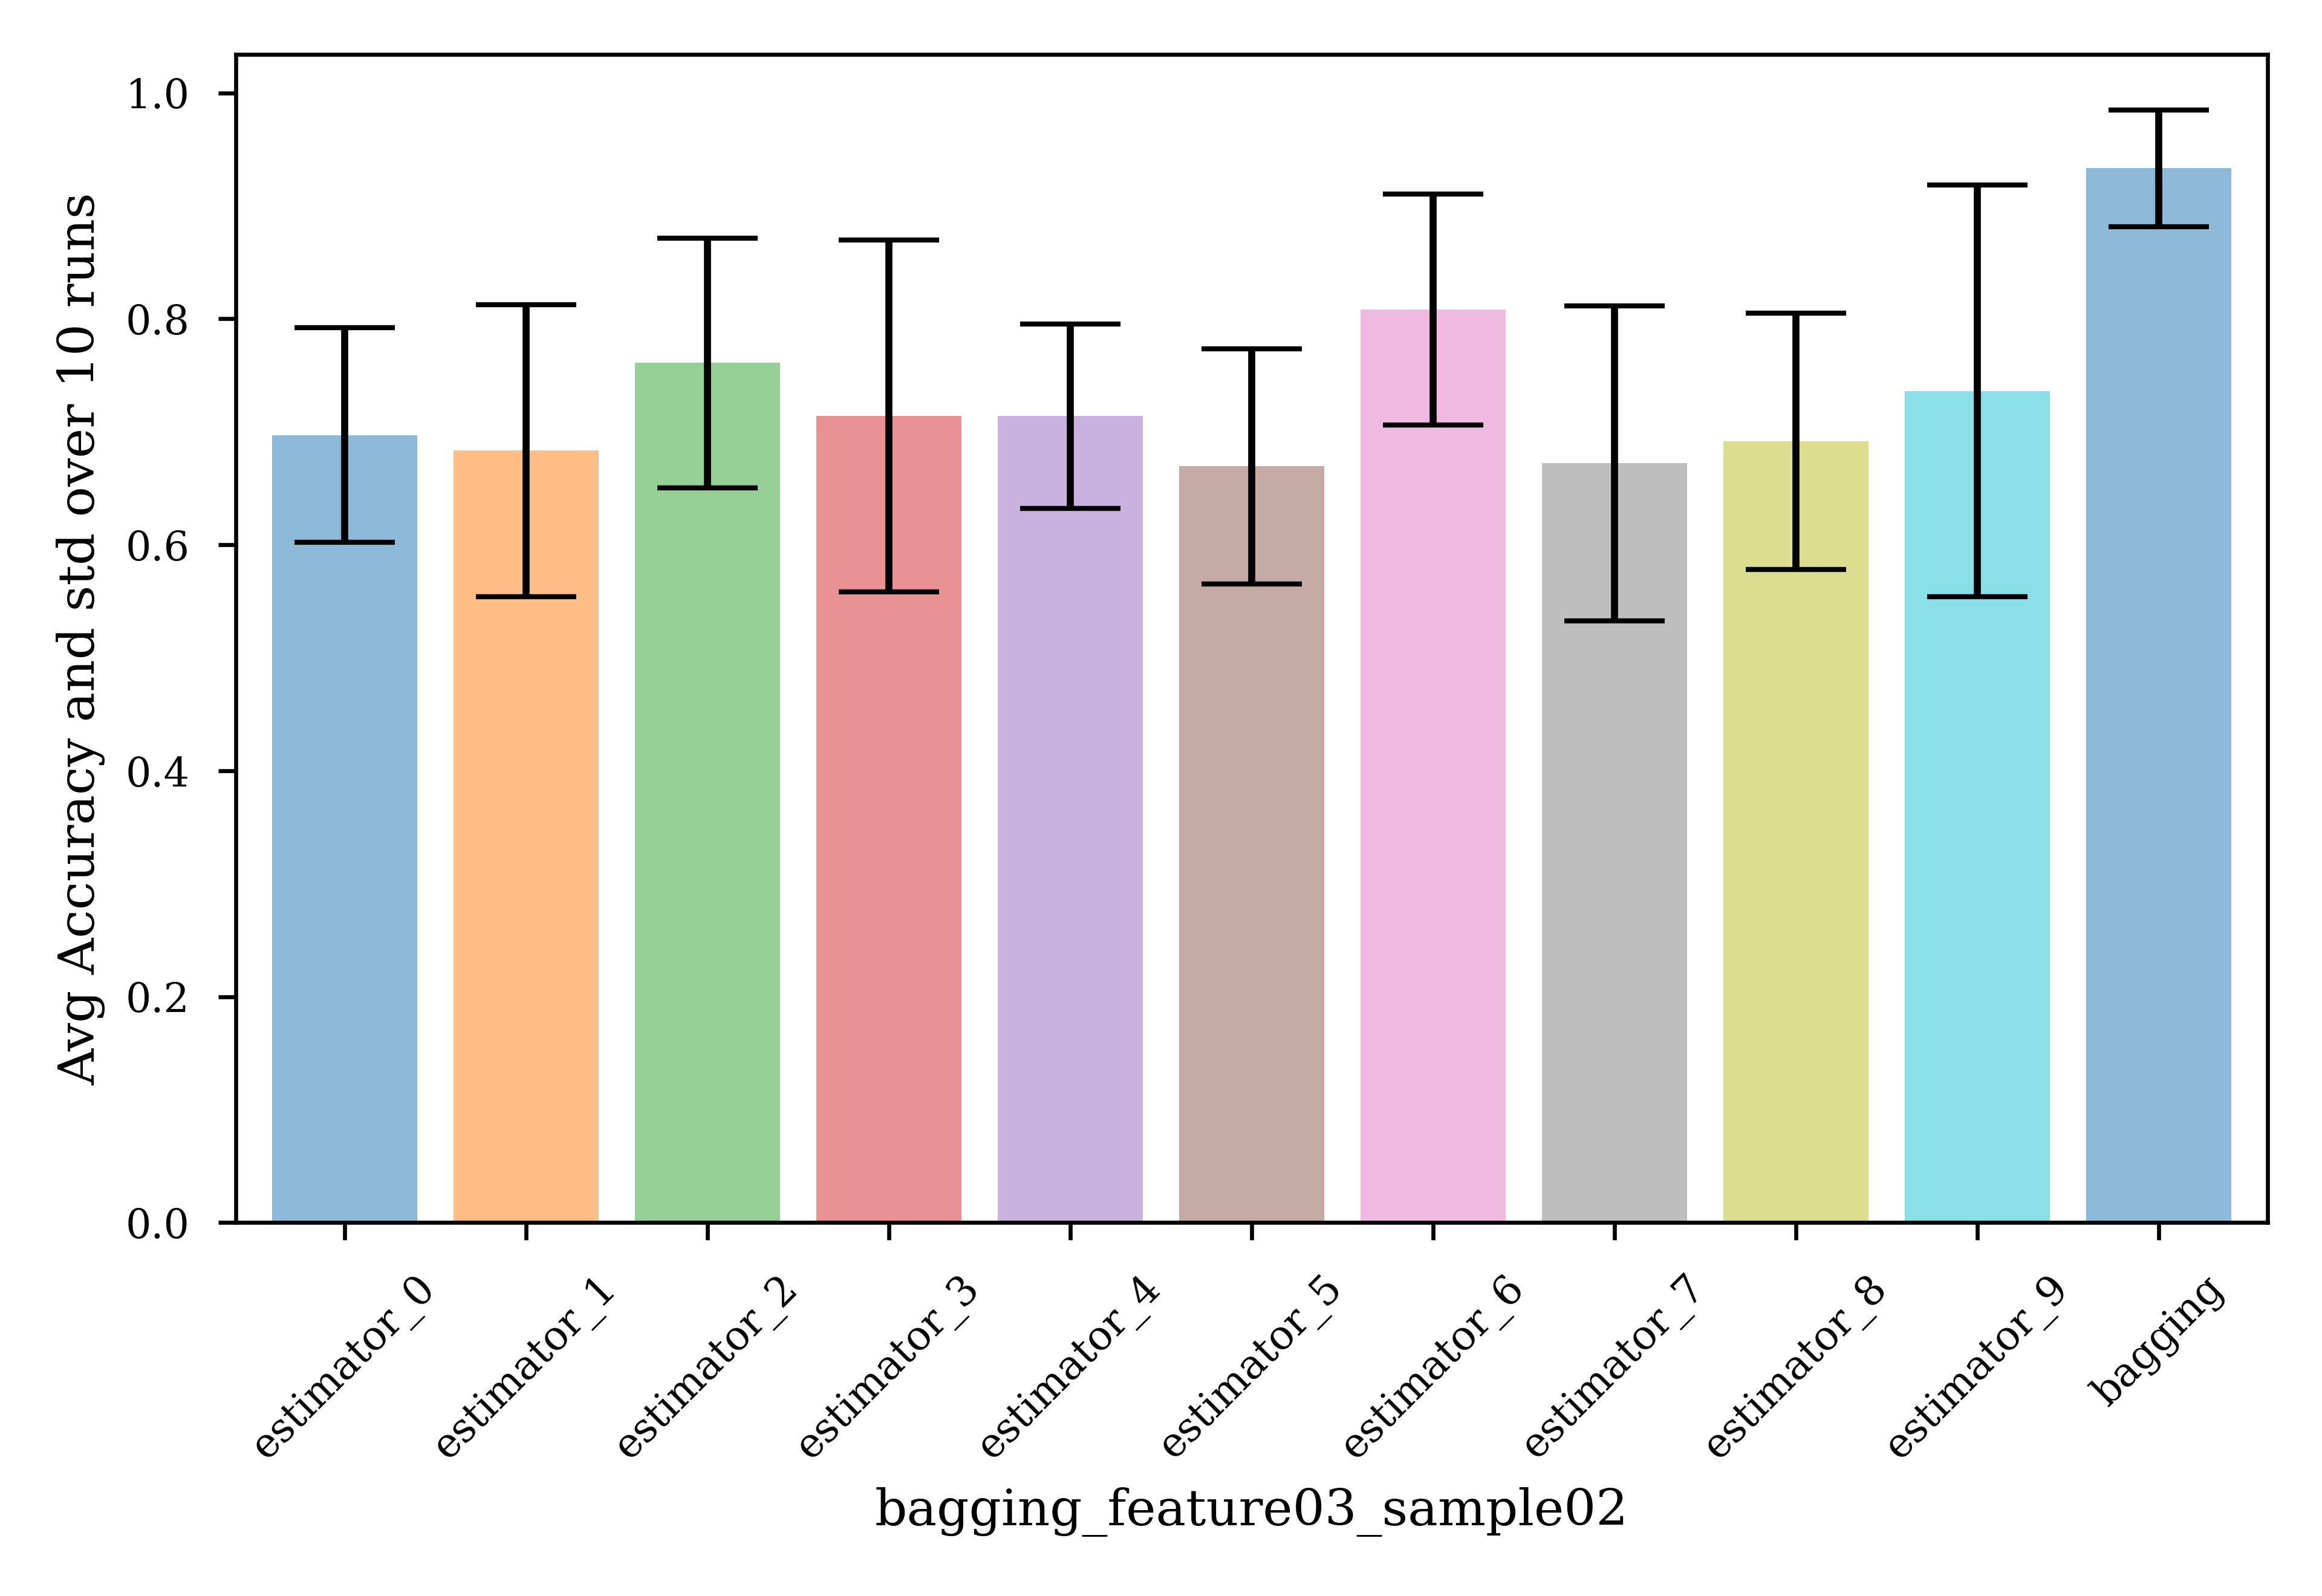 Avg Accuracy and std over 10 runs
1.0
0.8
0.6
0.4
0.2
0.0
estimator_0
estimator_1
estimator_2
estimator_3
estimator_4
estimator_5
estimator_6
estimator_7
estimator_8
estimator_9
bagging
bagging_feature03_sample02